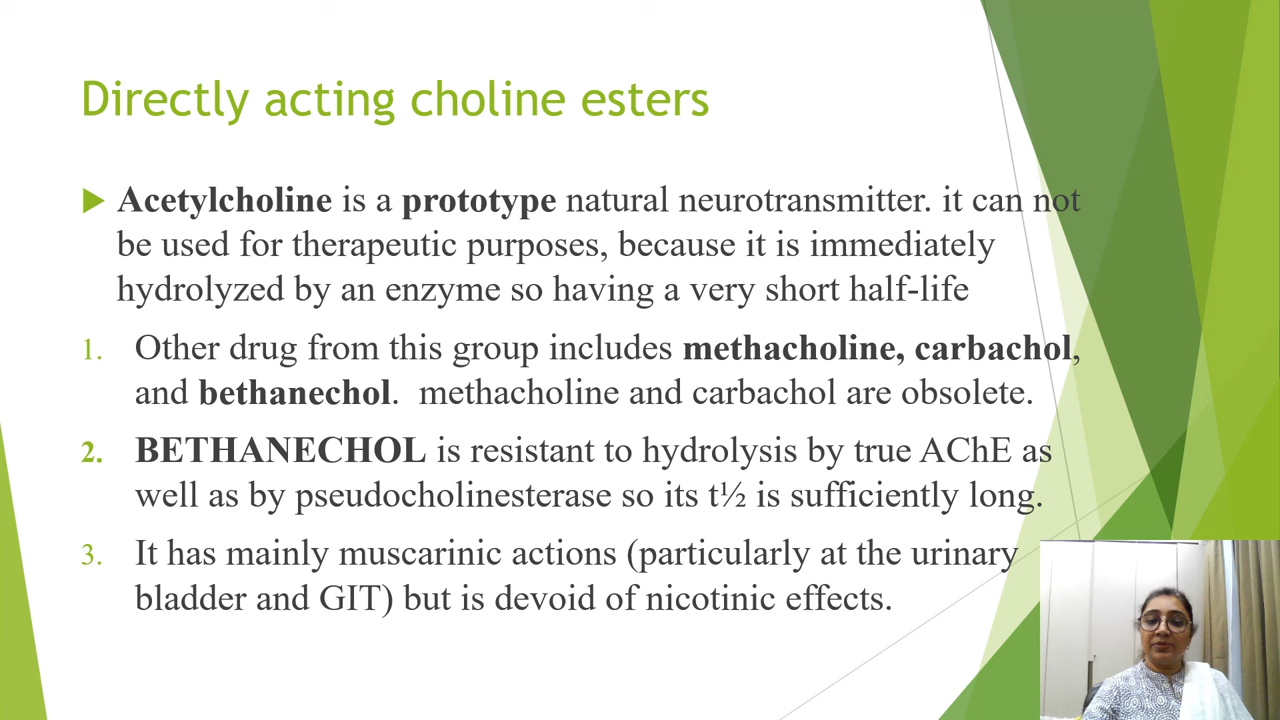 Directly acting choline esters
Acetylcholine is a prototype natural neurotransmitter. it can not
be used for therapeutic purposes, because it is immediately
hydrolyzed by an enzyme so having a very short half-life
1. Other drug from this group includes methacholine, carbachol,
and bethanechol.  methacholine and carbachol are obsolete.
2. BETHANECHOL is resistant to hydrolysis by true AChE as
well as by pseudocholinesterase so its t½ is sufficiently long.
3. It has mainly muscarinic actions (particularly at the urinary
bladder and GIT) but is devoid of nicotinic effects.